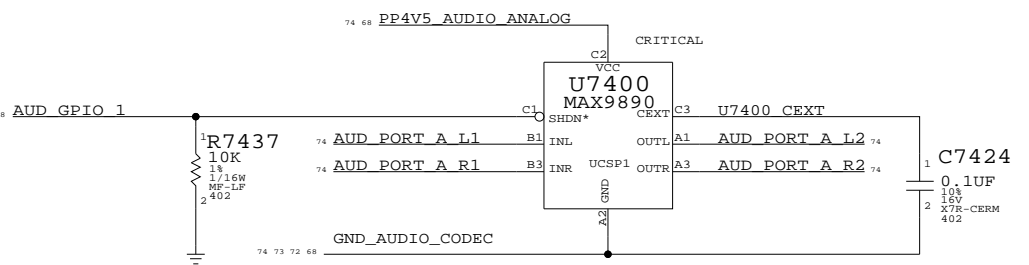 74 68 PP4V5_AUDIO_ANALOG
CRITICAL
C2
VCC
U7400
MAX9890
8 AUD_GPIO_1
C1
SHDN*
CEXT
C3
U7400_CEXT
1
R7437
10K
1%
1/16W
MF-LF
402
2
74 AUD_PORT_A_L1
B1
INL
OUTL
A1
AUD_PORT_A_L2 74
74 AUD_PORT_A_R1
B3
INR
UCSP1
OUTR
A3
AUD_PORT_A_R2 74
GND
A2
1
C7424
0.1UF
10%
16V
X7R-CERM
402
2
GND_AUDIO_CODEC
74 73 72 68